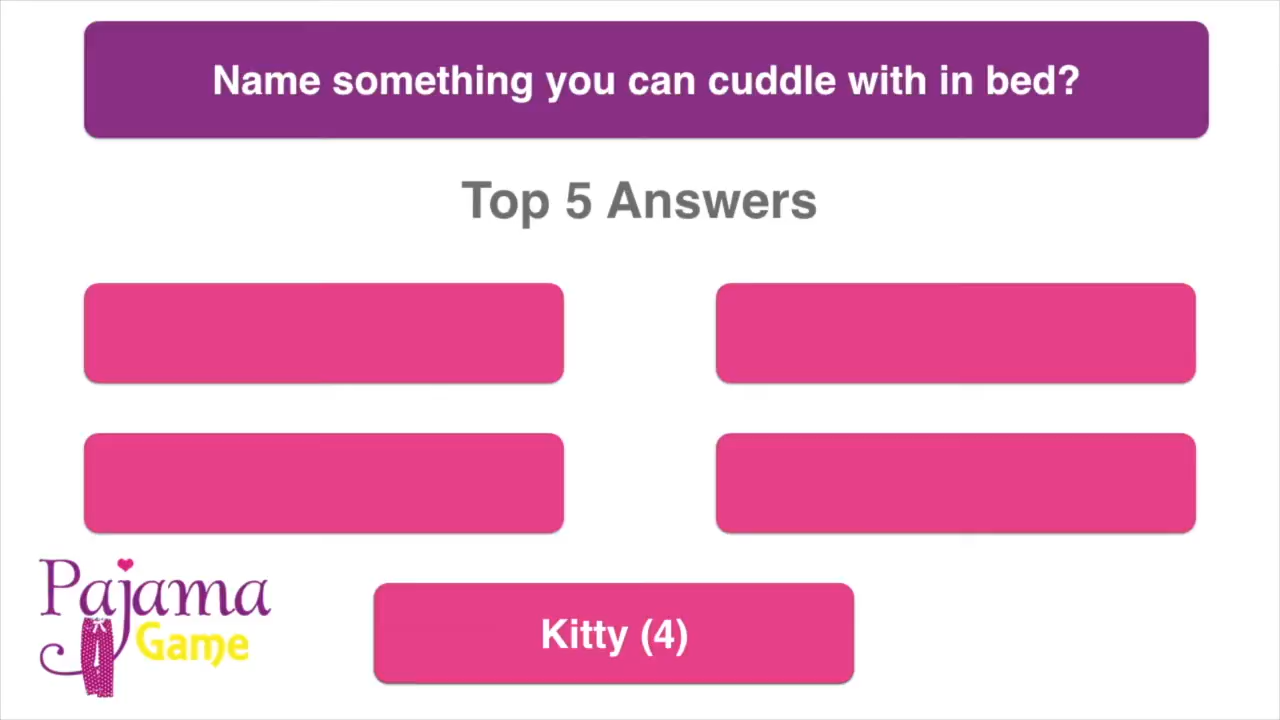 Name something you can cuddle with in bed?
Top 5 Answers
Kitty (4)
Pajama
Game